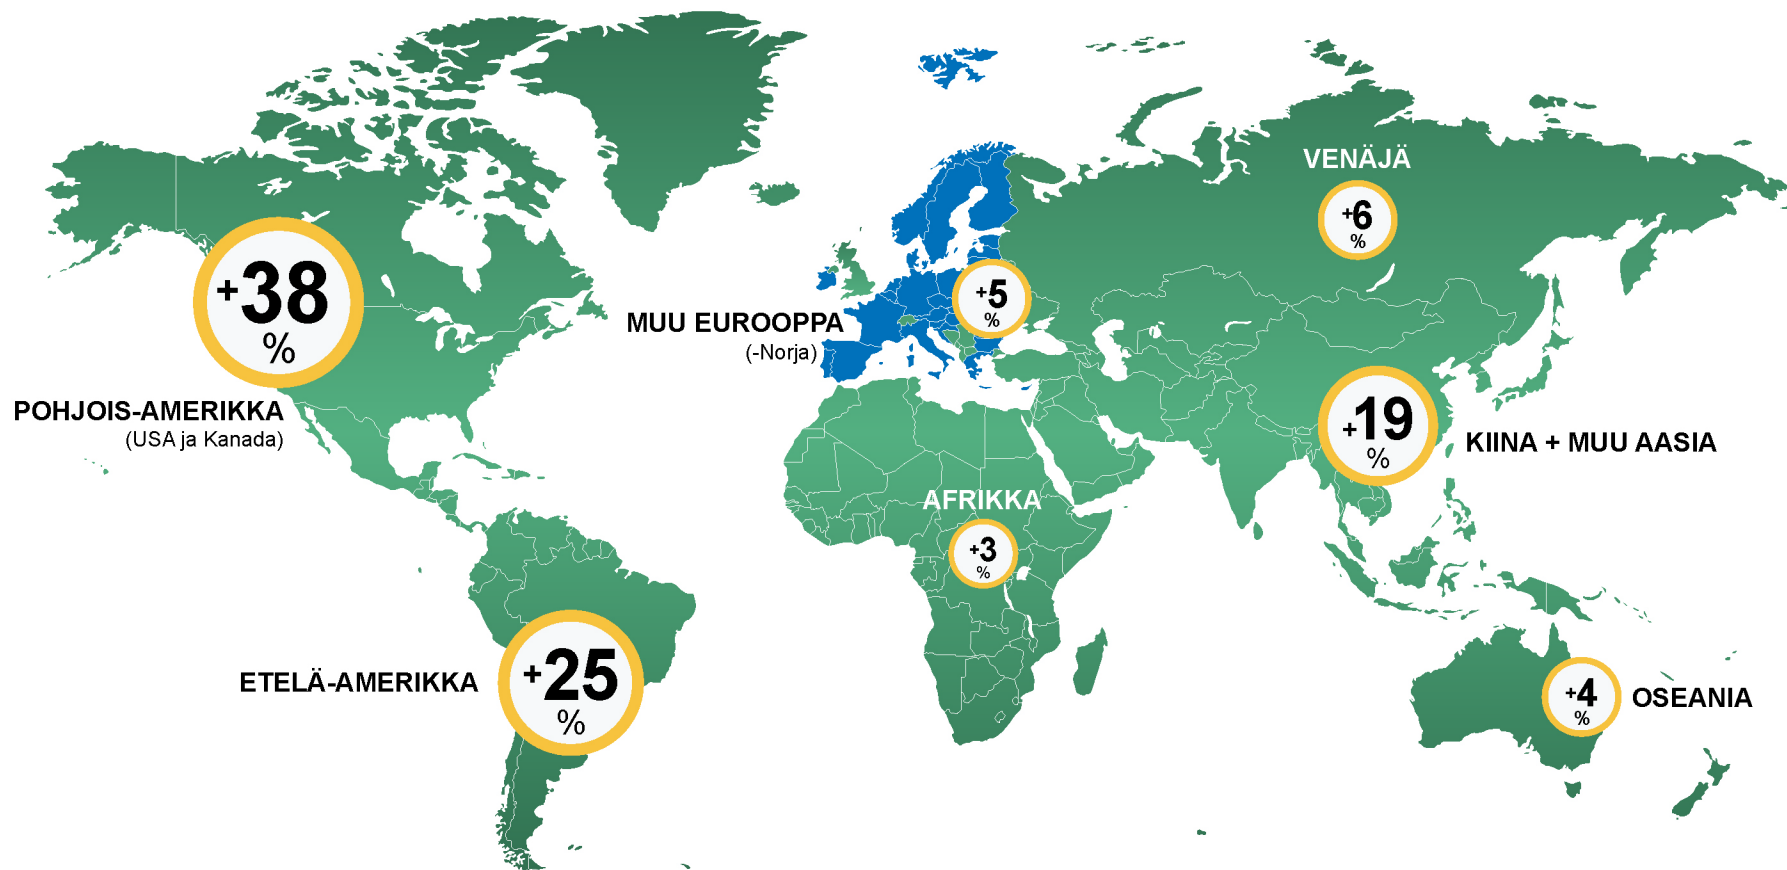 VENÄJÄ
+6
%
+38
%
+5
%
MUU EUROOPPA
(-Norja)
POHJOIS-AMERIKKA
(USA ja Kanada)
+19
%
KIINA + MUU AASIA
AFRIKKA
+3
%
+25
%
ETELÄ-AMERIKKA
+4
%
OSEANIA